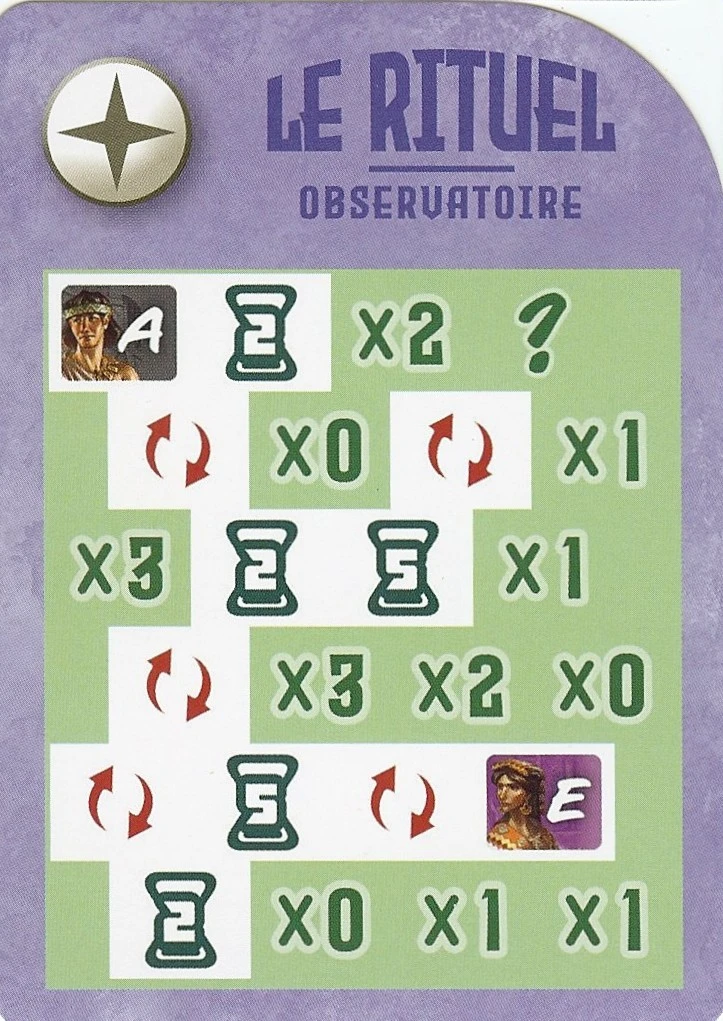 LE RITUEL
OBSERVATOIRE
A 2 X2 ?
X0 X1
X3 2 5 X1
X3 X2 X0
5 E
2 X0 X1 X1